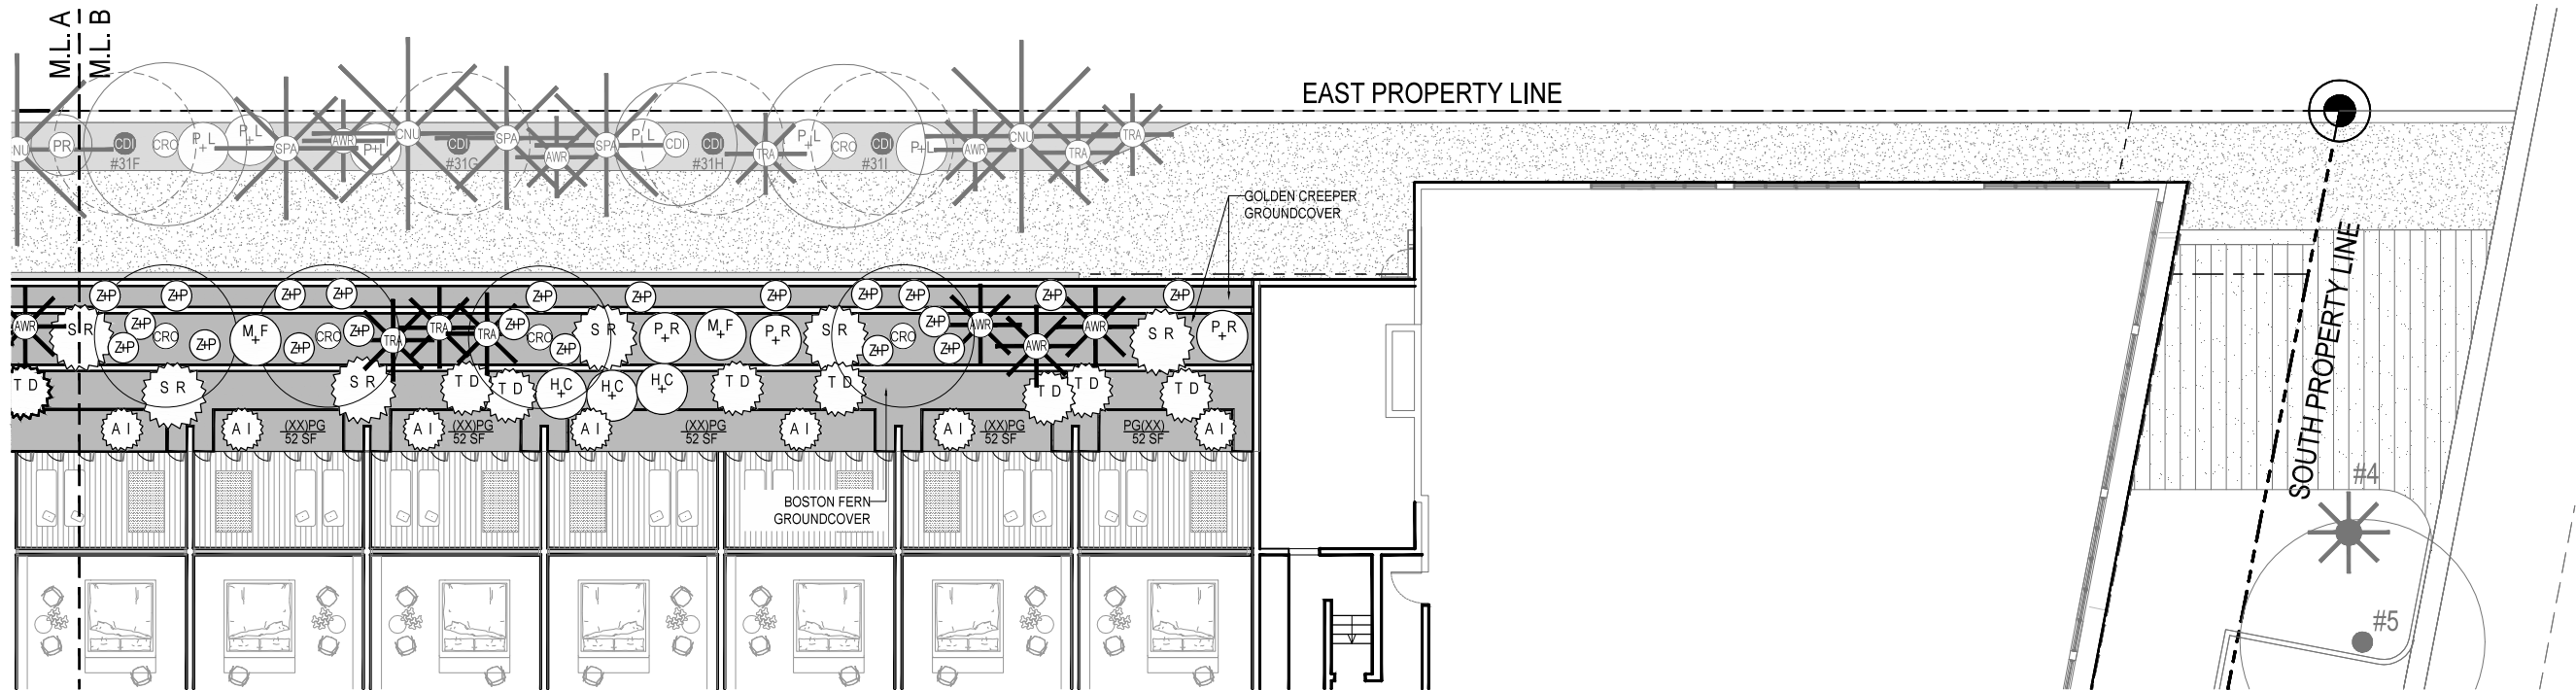 M.L. A
M.L. B
EAST PROPERTY LINE
NU
PR
CDI
#31F
CRO
P+L
P+L
SPA
AWR
P+L
CNU
CDI
#31G
SPA
AWR
SPA
P+L
CDI
CDI
#31H
TRA
P+L
CRO
CDI
#31I
P+L
AWR
CNU
TRA
TRA
GOLDEN CREEPER
GROUNDCOVER
Z+P
Z+P
Z+P
Z+P
Z+P
Z+P
Z+P
Z+P
Z+P
Z+P
Z+P
AWR
S R
Z+P
Z+P
CRO
Z+P
M+F
Z+P
CRO
Z+P
TRA
TRA
TRA
Z+P
CRO
Z+P
S R
P+R
M+F
P+R
S R
Z+P
CRO
Z+P
Z+P
AWR
AWR
AWR
S R
P+R
T D
S R
S R
T D
T D
H+C
H+C
H+C
T D
T D
T D
T D
T D
A I
A I
(XX)PG
52 SF
A I
(XX)PG
52 SF
A I
(XX)PG
52 SF
A I
A I
(XX)PG
52 SF
PG(XX)
52 SF
A I
BOSTON FERN
GROUNDCOVER
SOUTH PROPERTY LINE
#4
#5